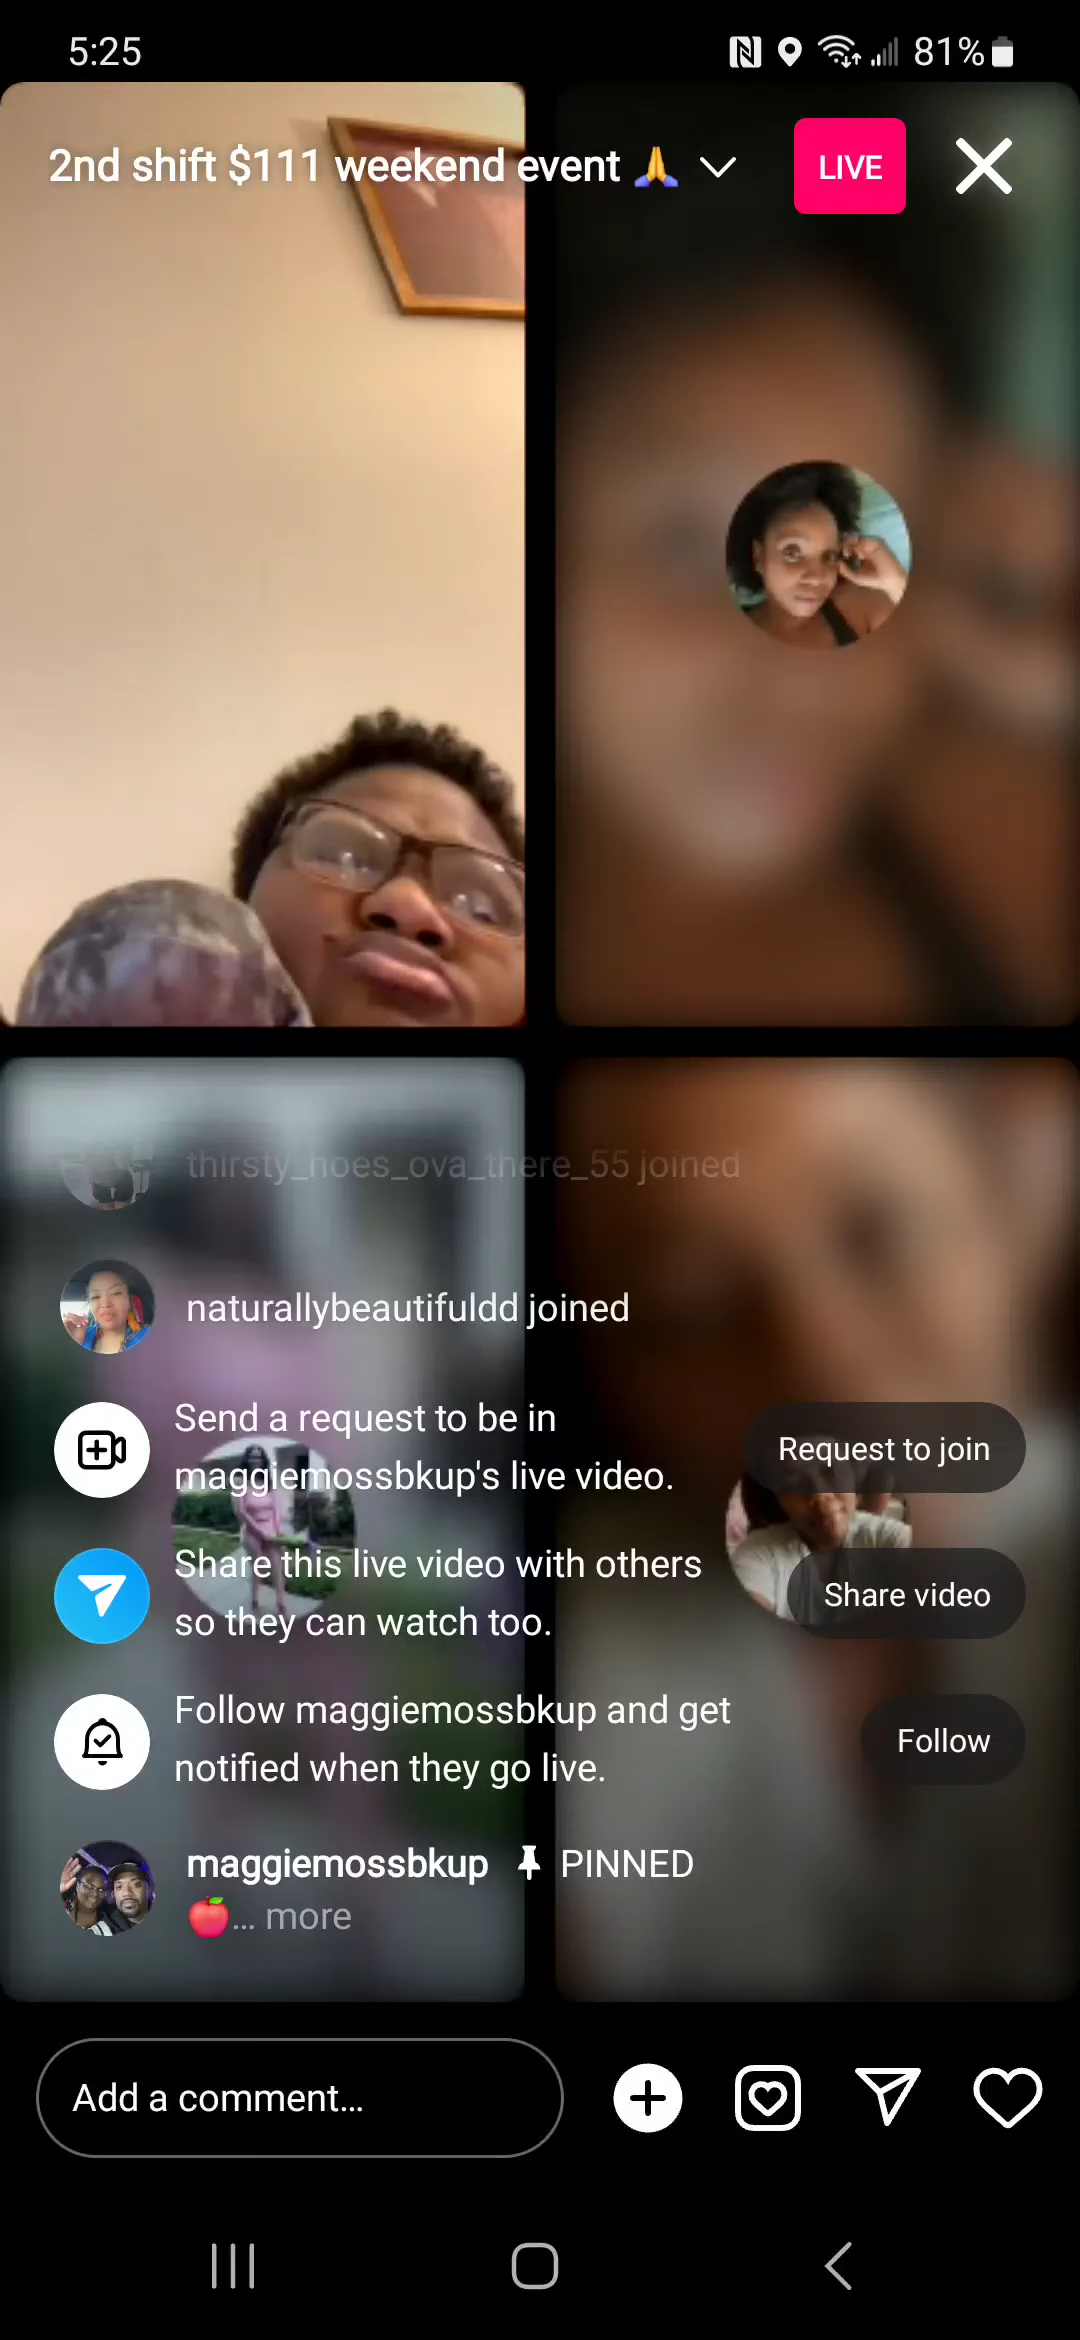 5:25
81%
2nd shift $111 weekend event 🙏
LIVE
thirsty_hoes_ova_there_55 joined
naturallybeautifuldd joined
Send a request to be in
maggiemossbkup's live video.
Request to join
Share this live video with others
so they can watch too.
Share video
Follow maggiemossbkup and get
notified when they go live.
Follow
maggiemossbkup PINNED
🍎... more
Add a comment...